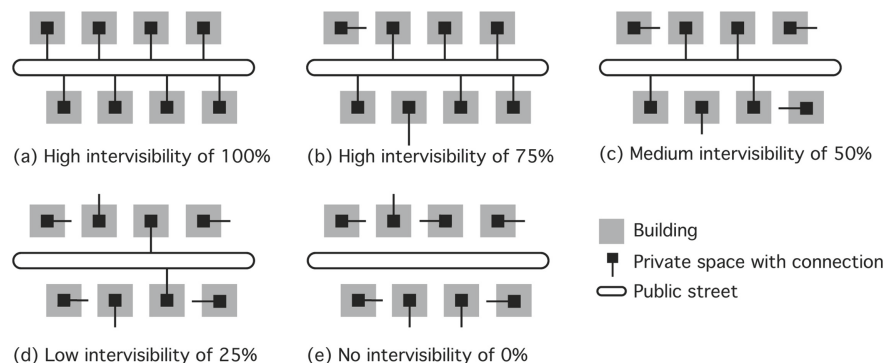 (a) High intervisibility of 100%
(b) High intervisibility of 75%
(c) Medium intervisibility of 50%
(d) Low intervisibility of 25%
(e) No intervisibility of 0%
Building
Private space with connection
Public street